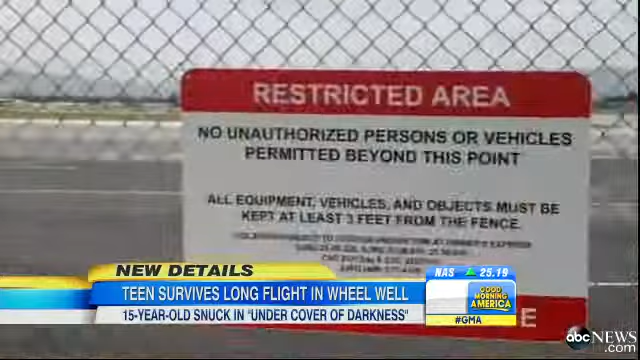 RESTRICTED AREA
NO UNAUTHORIZED PERSONS OR VEHICLES
PERMITTED BEYOND THIS POINT
ALL EQUIPMENT, VEHICLES, AND OBJECTS MUST BE
KEPT AT LEAST 3 FEET FROM THE FENCE.
NEW DETAILS
NAS ▲ 25.19
TEEN SURVIVES LONG FLIGHT IN WHEEL WELL
GOOD
MORNING
AMERICA
15-YEAR-OLD SNUCK IN "UNDER COVER OF DARKNESS"
#GMA
E
abc NEWS
.com